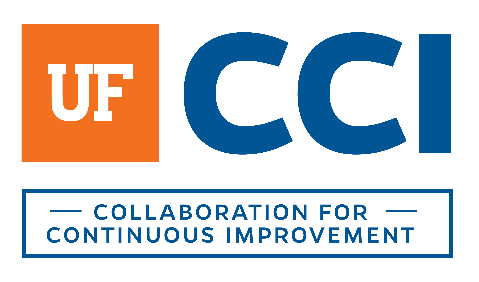 UF CCI
COLLABORATION FOR
CONTINUOUS IMPROVEMENT